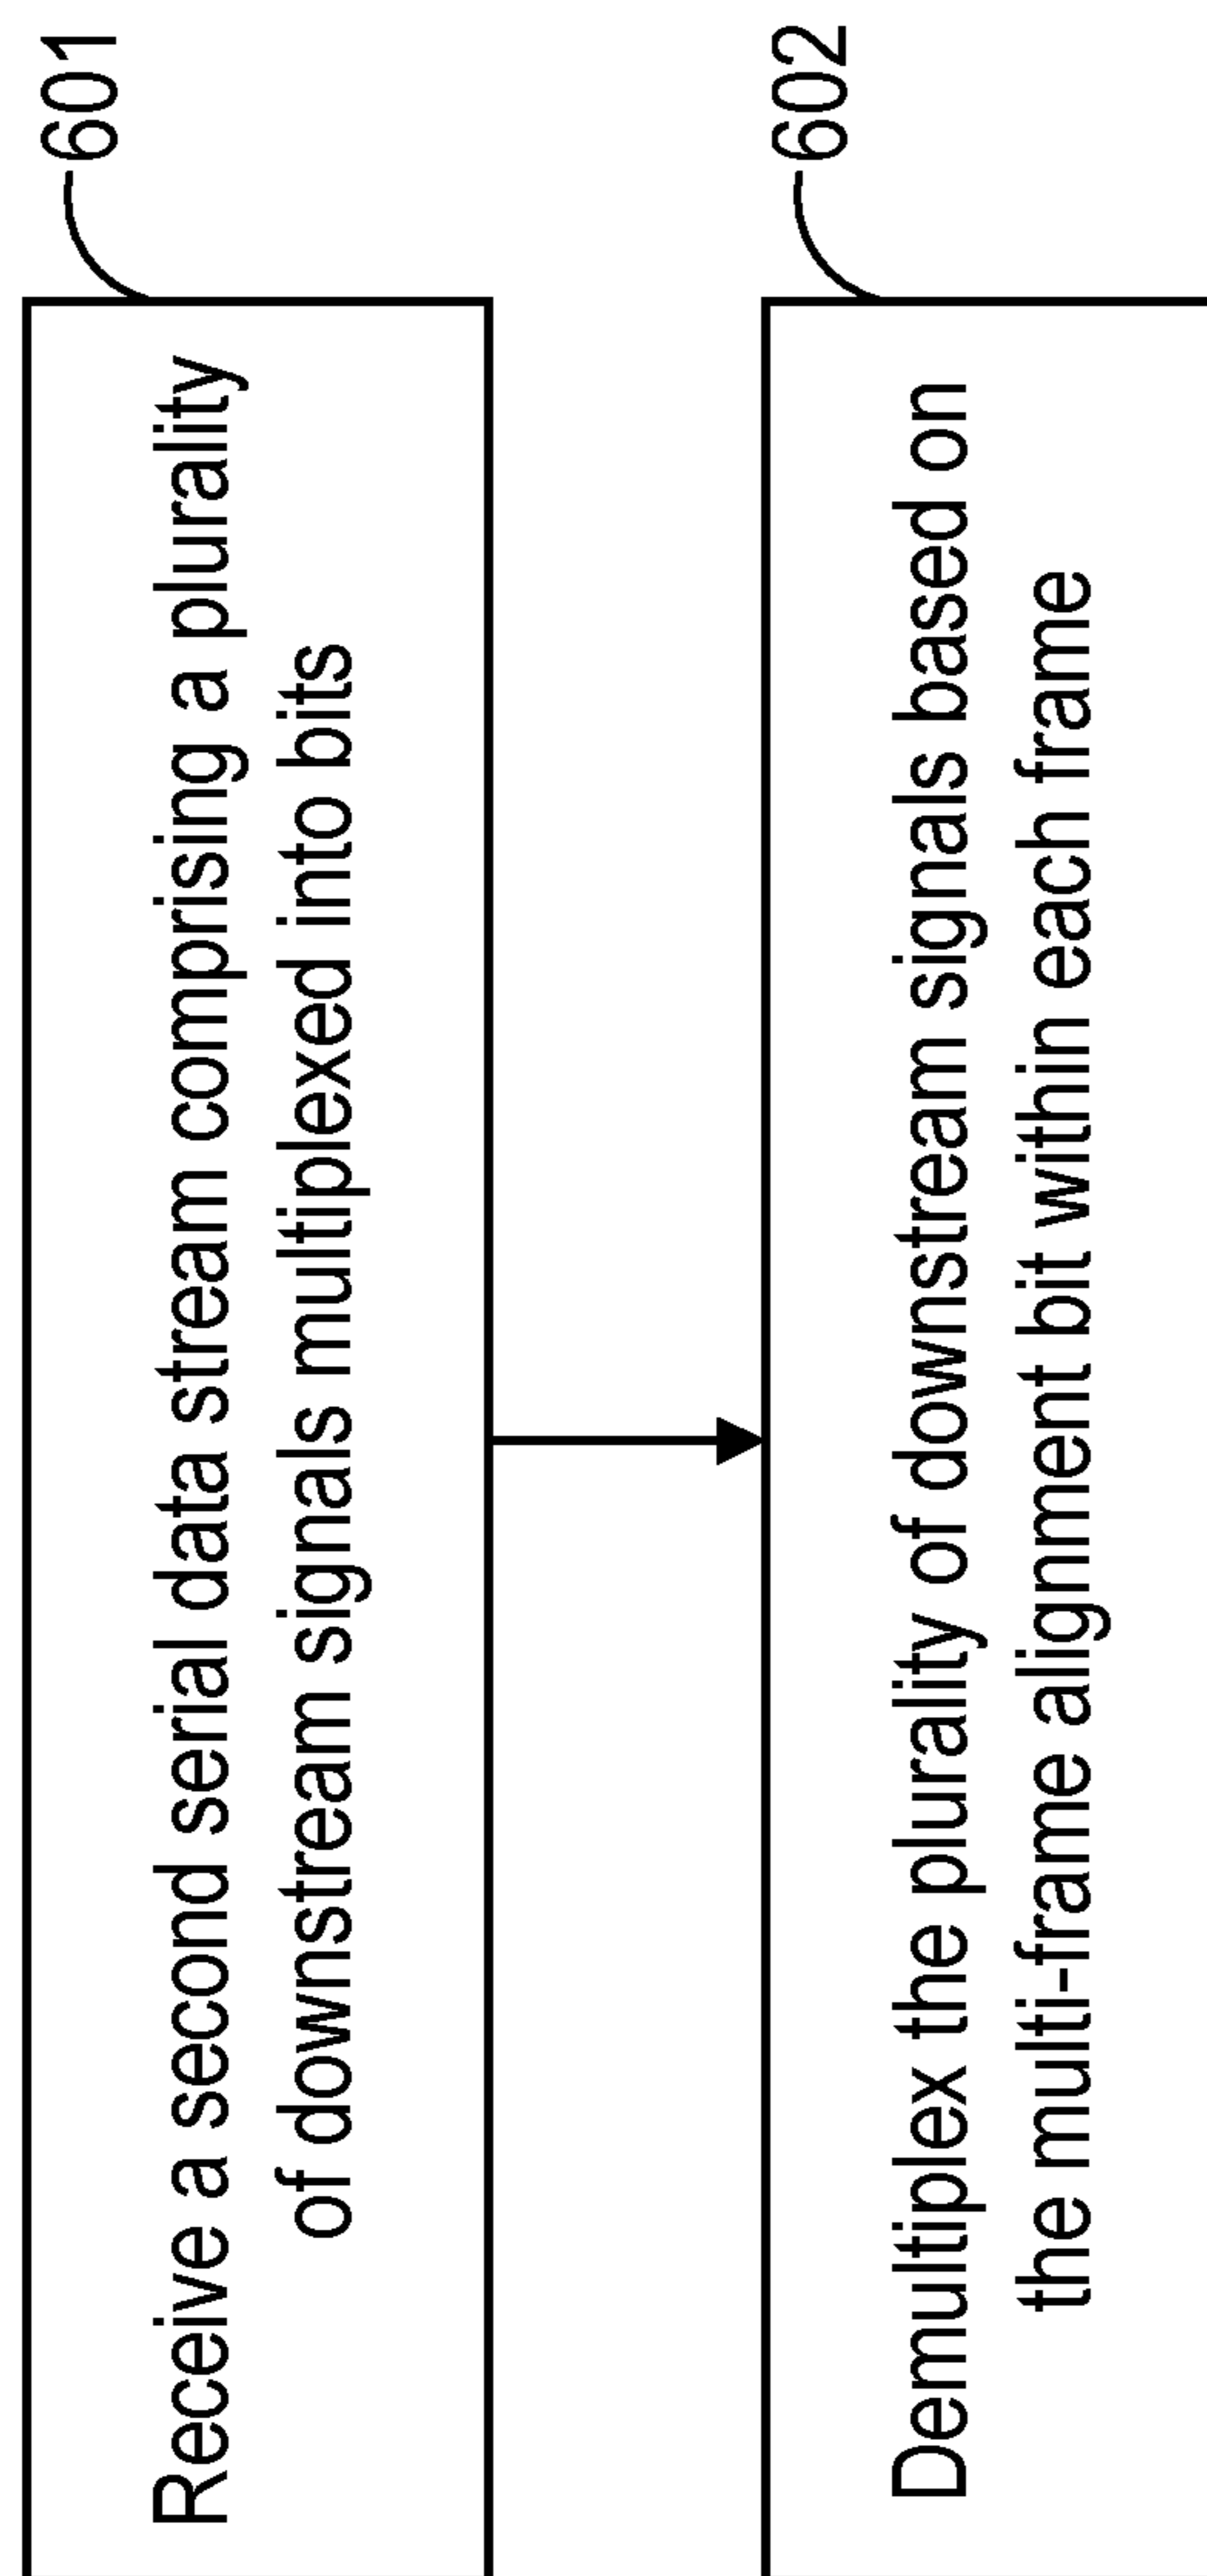 601
Receive a second serial data stream comprising a plurality
of downstream signals multiplexed into bits
602
Demultiplex the plurality of downstream signals based on
the multi-frame alignment bit within each frame